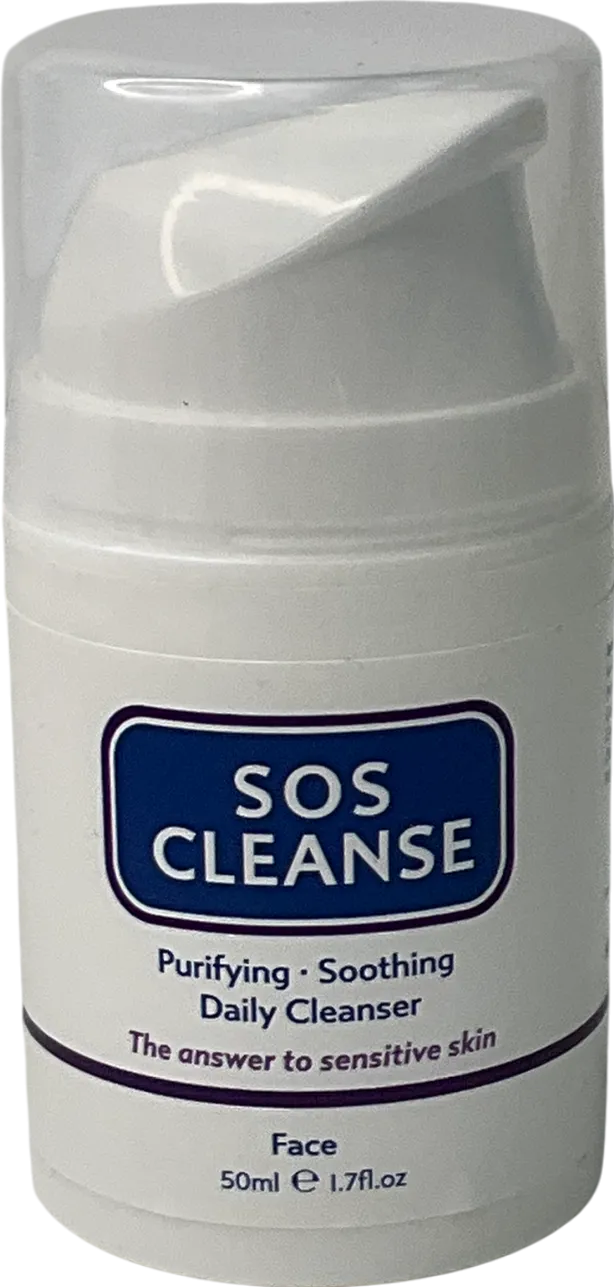 SOS
CLEANSE
Purifying · Soothing
Daily Cleanser
The answer to sensitive skin
Face
50ml ℮ 1.7fl.oz